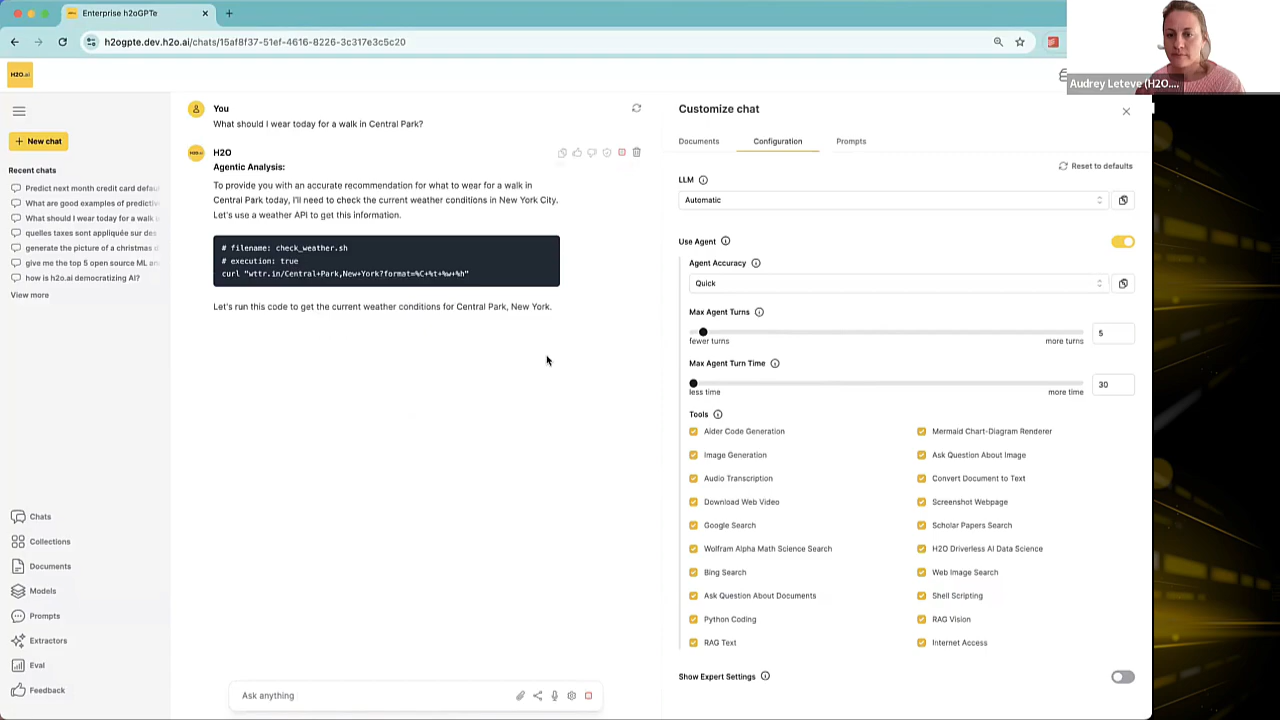 Enterprise h2oGPTe
h2ogpte.dev.h2o.ai/chats/15af8f37-51ef-4616-8226-3c317e3c5c20
Audrey Leteve (H2O....
H2O.ai
New chat
Recent chats
Predict next month credit card defau
What are good examples of predictive
What should I wear today for a walk i
quelles taxes sont appliquée sur des
generate the picture of a christmas d
give me the top 5 open source ML an
how is h2o.ai democratizing AI?
View more
Chats
Collections
Documents
Models
Prompts
Extractors
Eval
Feedback
You
What should I wear today for a walk in Central Park?
H2O.ai
H2O
Agentic Analysis:
To provide you with an accurate recommendation for what to wear for a walk in
Central Park today, I'll need to check the current weather conditions in New York City.
Let's use a weather API to get this information.
# filename: check_weather.sh
# execution: true
curl "wttr.in/Central+Park,New+York?format=%C+%t+%w+%h"
Let's run this code to get the current weather conditions for Central Park, New York.
Ask anything
Customize chat
Documents Configuration Prompts
Reset to defaults
LLM
Automatic
Use Agent
Agent Accuracy
Quick
Max Agent Turns
5
fewer turns more turns
Max Agent Turn Time
30
less time more time
Tools
Aider Code Generation Mermaid Chart-Diagram Renderer
Image Generation Ask Question About Image
Audio Transcription Convert Document to Text
Download Web Video Screenshot Webpage
Google Search Scholar Papers Search
Wolfram Alpha Math Science Search H2O Driverless AI Data Science
Bing Search Web Image Search
Ask Question About Documents Shell Scripting
Python Coding RAG Vision
RAG Text Internet Access
Show Expert Settings